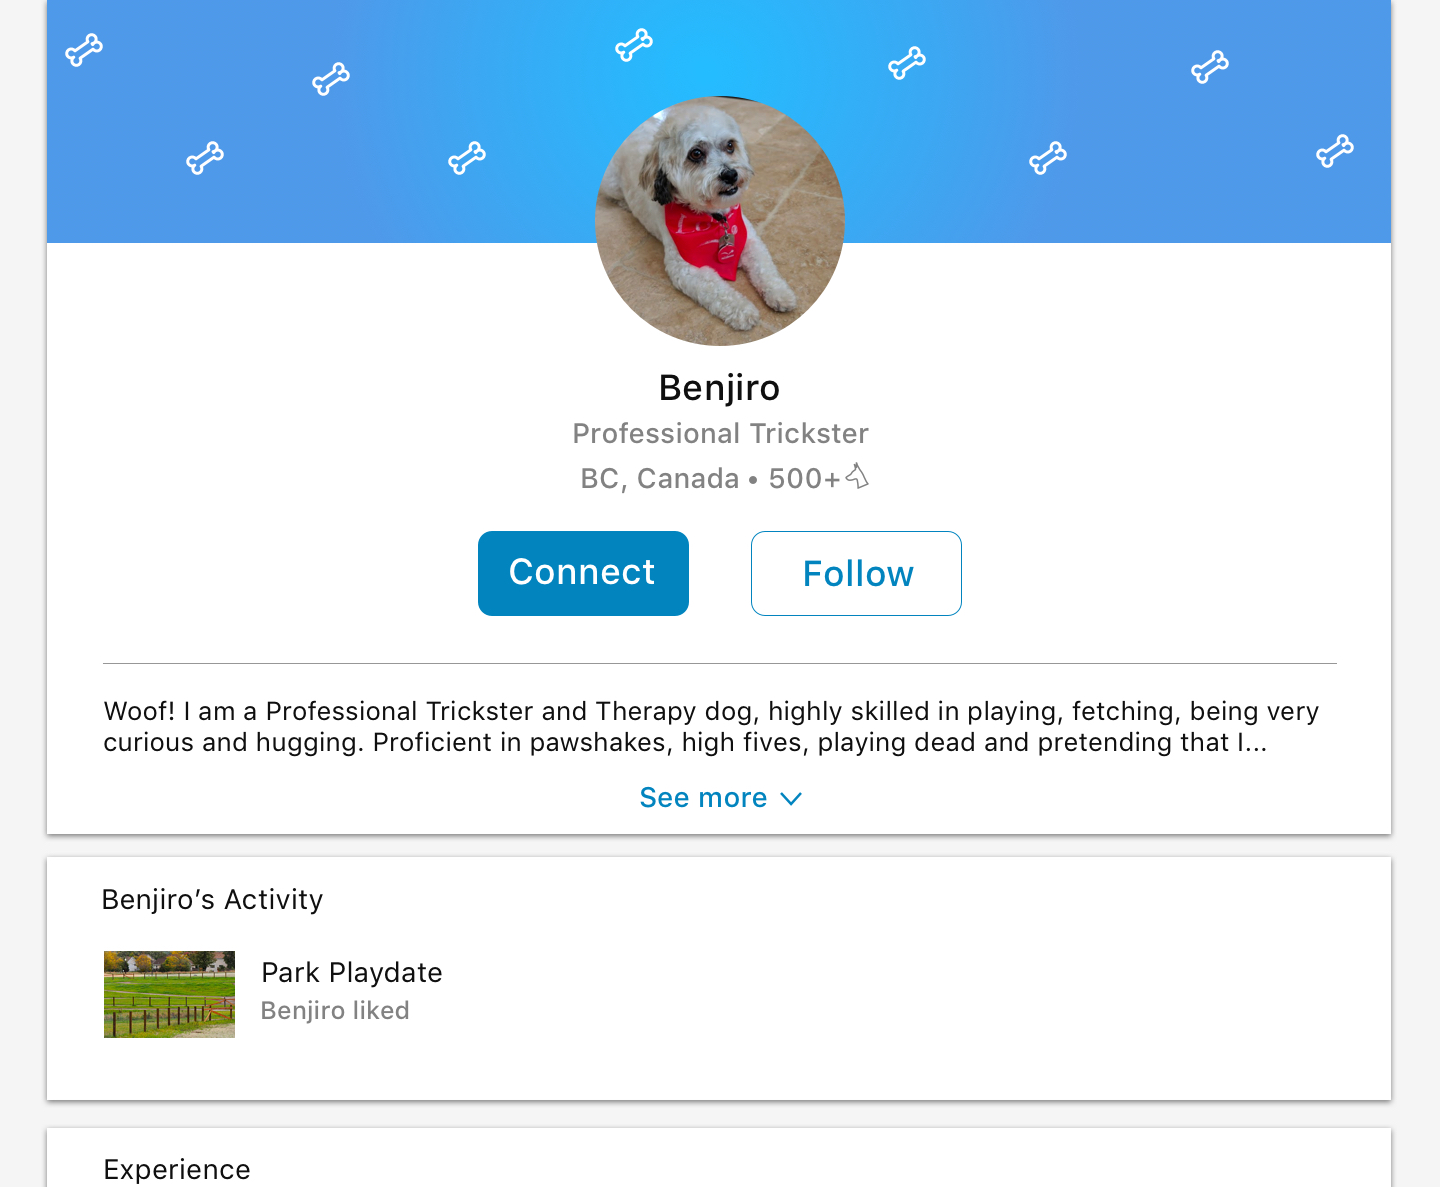 Benjiro
Professional Trickster
BC, Canada • 500+
Connect
Follow
Woof! I am a Professional Trickster and Therapy dog, highly skilled in playing, fetching, being very
curious and hugging. Proficient in pawshakes, high fives, playing dead and pretending that I...
See more
Benjiro’s Activity
Park Playdate
Benjiro liked
Experience